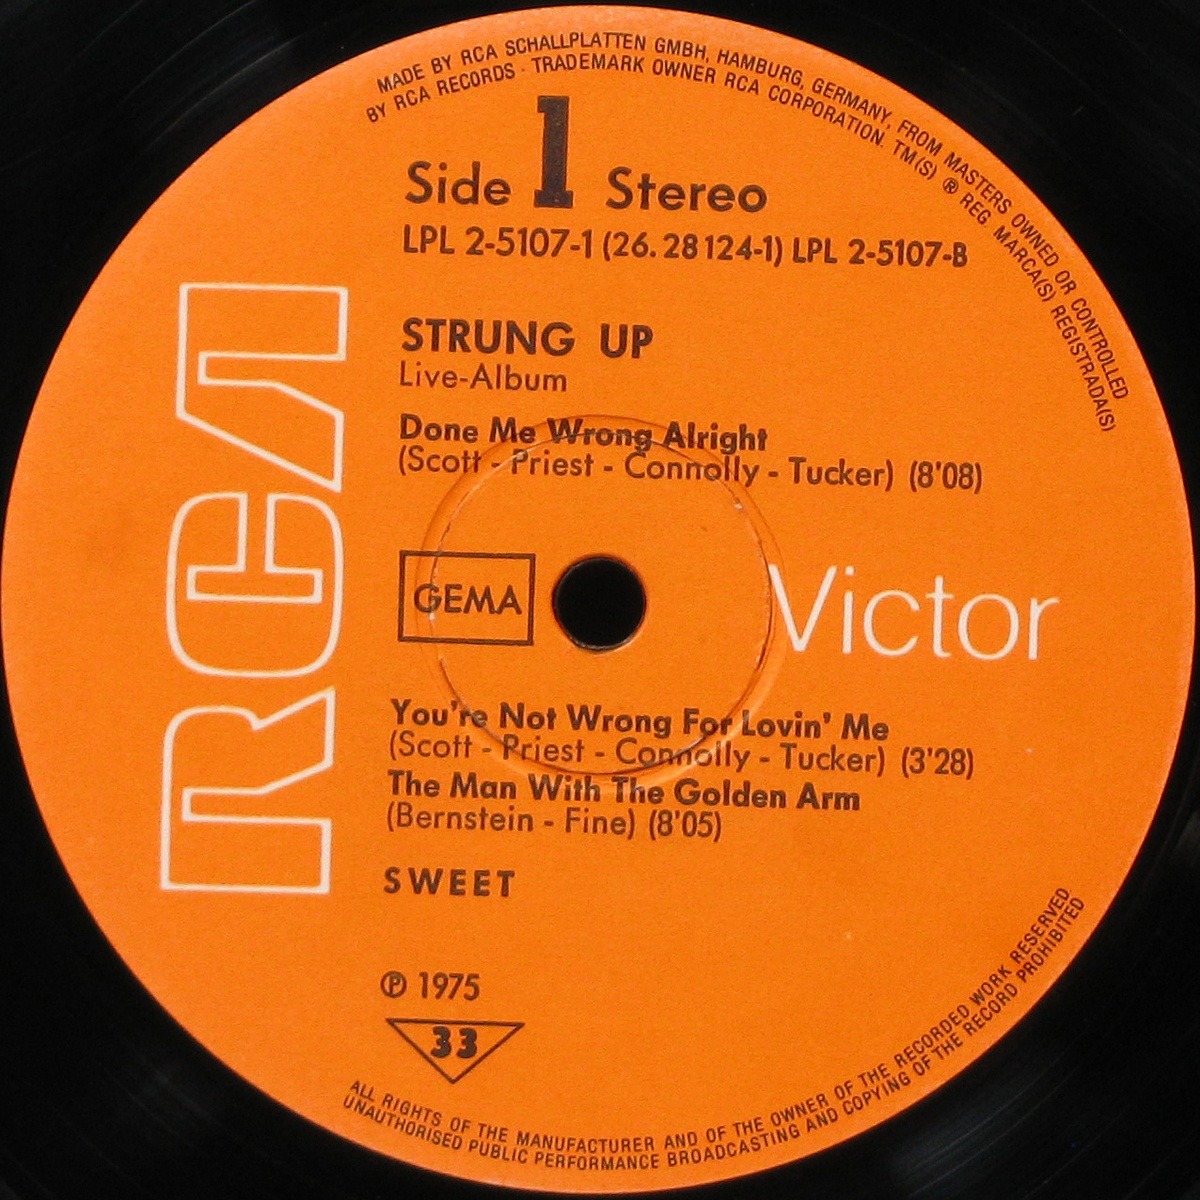 MADE BY RCA SCHALLPLATTEN GMBH, HAMBURG, GERMANY, FROM MASTERS OWNED OR CONTROLLED
BY RCA RECORDS · TRADEMARK OWNER RCA CORPORATION. TM(S) ® REG. MARCA(S) REGISTRADA(S)
Side 1 Stereo
LPL 2-5107-1 (26.28124-1) LPL 2-5107-B
STRUNG UP
Live-Album
Done Me Wrong Alright
(Scott - Priest - Connolly - Tucker) (8'08)
RCA
GEMA
Victor
You're Not Wrong For Lovin' Me
(Scott - Priest - Connolly - Tucker) (3'28)
The Man With The Golden Arm
(Bernstein - Fine) (8'05)
SWEET
℗ 1975
33
ALL RIGHTS OF THE MANUFACTURER AND OF THE OWNER OF THE RECORDED WORK RESERVED
UNAUTHORISED PUBLIC PERFORMANCE BROADCASTING AND COPYING OF THE RECORD PROHIBITED